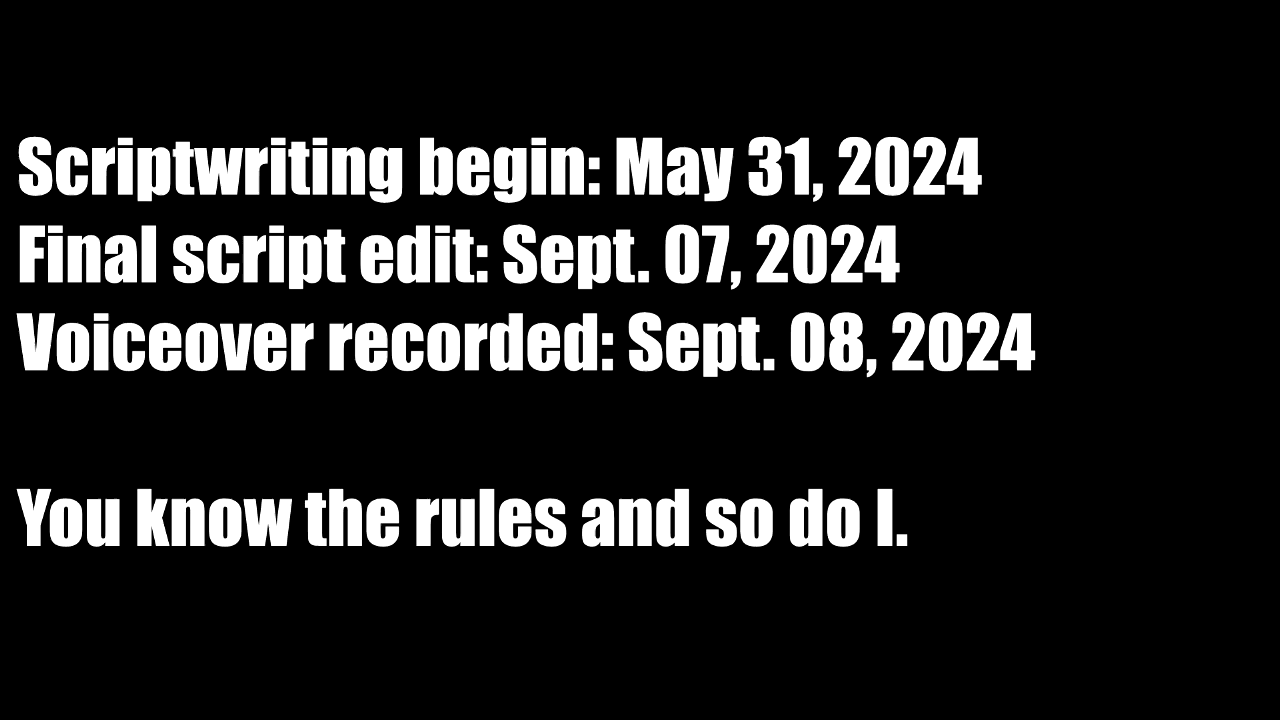 Scriptwriting begin: May 31, 2024
Final script edit: Sept. 07, 2024
Voiceover recorded: Sept. 08, 2024
You know the rules and so do I.